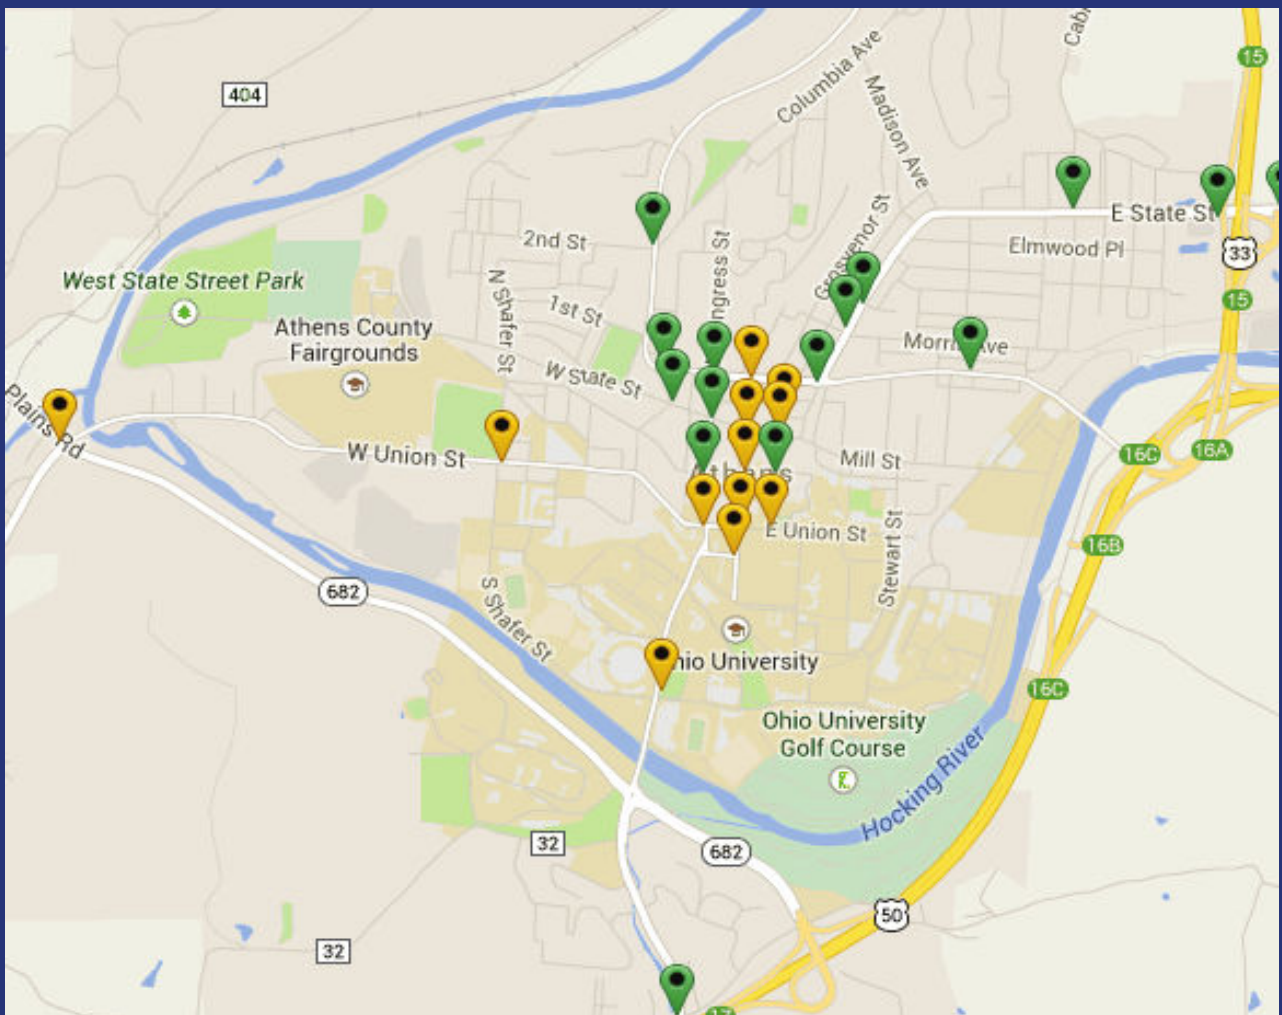 Columbia Ave
Madison Ave
15
404
E State St
2nd St
Elmwood Pl
33
West State Street Park
N Shafer St
Grosvenor St
15
1st St
Athens County
Fairgrounds
W State St
Plains Rd
W Union St
Mill St
16C
16A
E Union St
Stewart St
16B
682
S Shafer St
Ohio University
16C
Ohio University
Golf Course
Hocking River
32
682
50
32
17